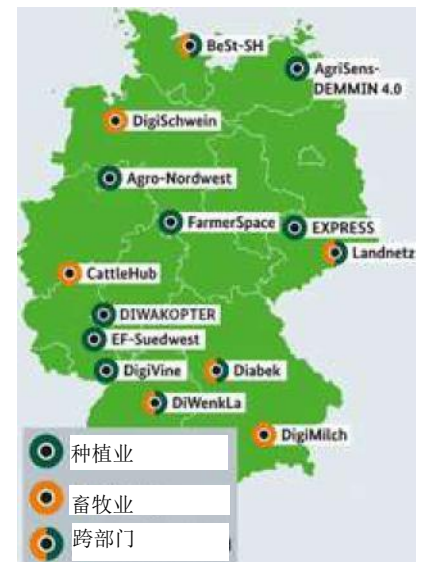 BeSt-SH
AgriSens-
DEMMIN 4.0
DigiSchwein
Agro-Nordwest
FarmerSpace
EXPRESS
Landnetz
CattleHub
DIWAKOPTER
EF-Suedwest
DigiVine
Diabek
DiWenkLa
DigiMilch
种植业
畜牧业
跨部门